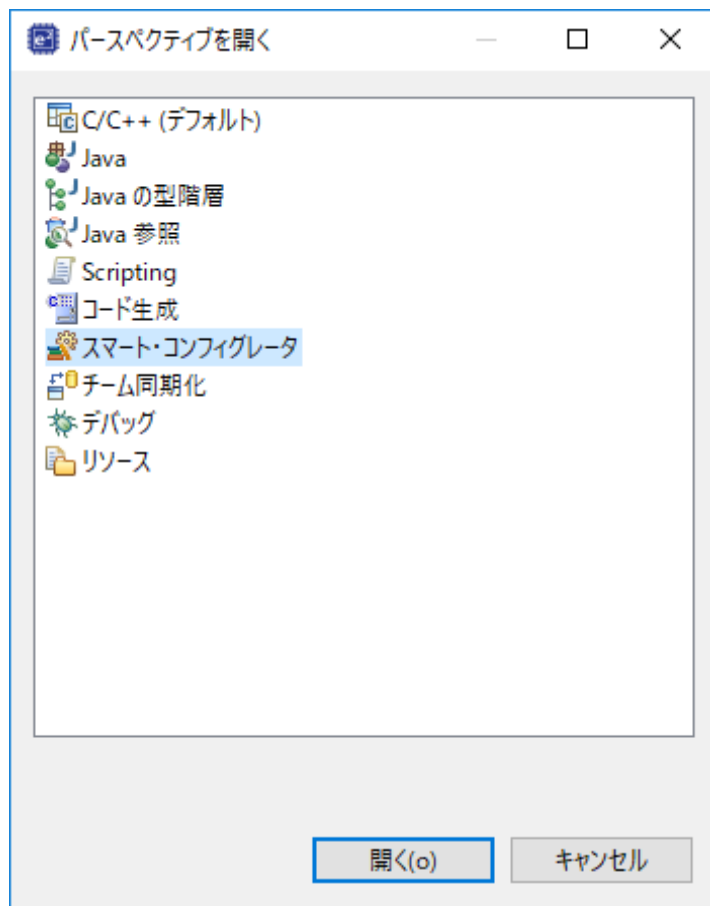 パースペクティブを開く
C/C++ (デフォルト)
Java
Java の型階層
Java 参照
Scripting
コード生成
スマート・コンフィグレータ
チーム同期化
デバッグ
リソース
開く(o)
キャンセル